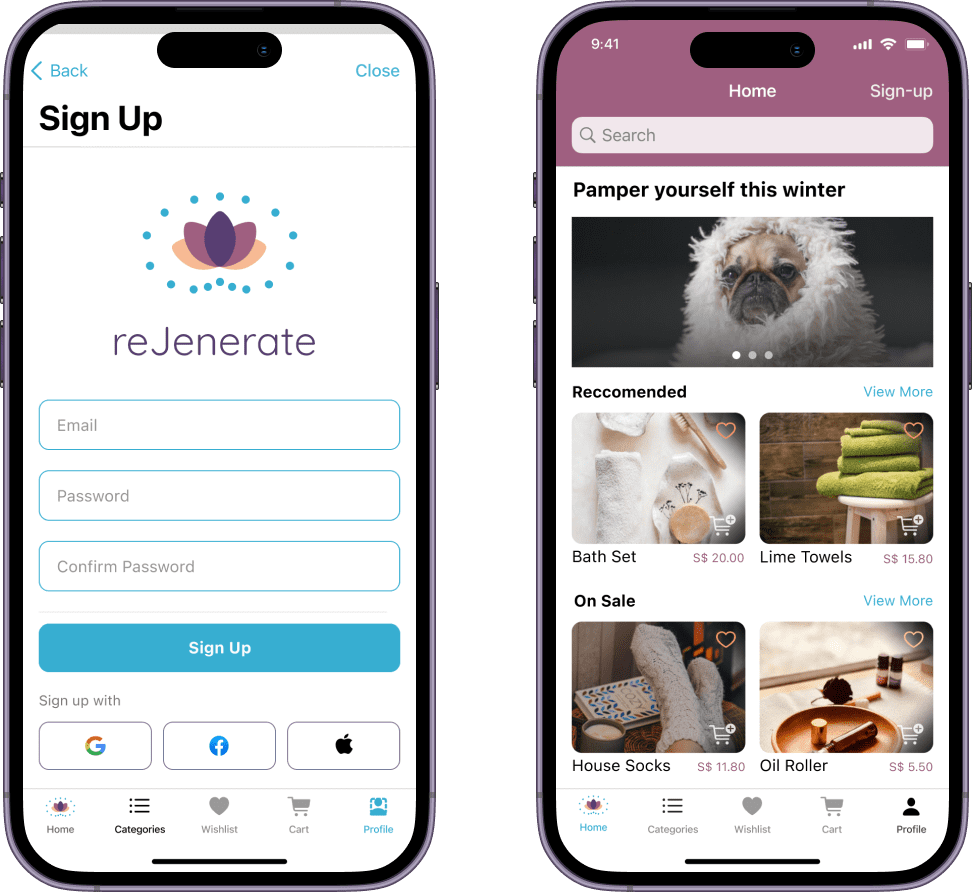 Back
Close
Sign Up
reJenerate
Email
Password
Confirm Password
Sign Up
Sign up with
Home
Categories
Wishlist
Cart
Profile
9:41
Home
Sign-up
Search
Pamper yourself this winter
Reccomended
View More
Bath Set
S$ 20.00
Lime Towels
S$ 15.80
On Sale
View More
House Socks
S$ 11.80
Oil Roller
S$ 5.50
Home
Categories
Wishlist
Cart
Profile